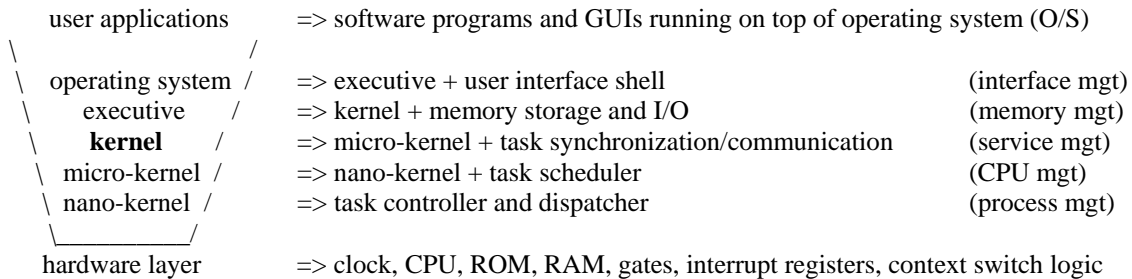 user applications => software programs and GUIs running on top of operating system (O/S)
\ /
\ operating system / => executive + user interface shell (interface mgt)
\ executive / => kernel + memory storage and I/O (memory mgt)
\ kernel / => micro-kernel + task synchronization/communication (service mgt)
\ micro-kernel / => nano-kernel + task scheduler (CPU mgt)
\ nano-kernel / => task controller and dispatcher (process mgt)
\__________/
hardware layer => clock, CPU, ROM, RAM, gates, interrupt registers, context switch logic